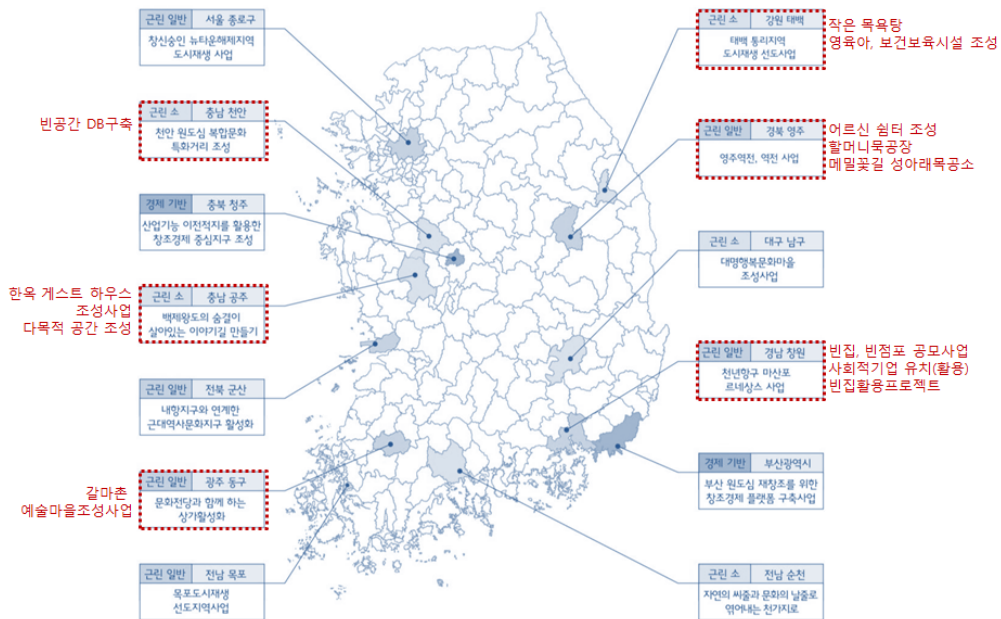 근린 일반 서울 종로구
창신숭인 뉴타운해제지역
도시재생 사업
빈공간 DB구축
근린 소 충남 천안
천안 원도심 복합문화
특화거리 조성
경제 기반 충북 청주
산업기능 이전적지를 활용한
창조경제 중심지구 조성
한옥 게스트 하우스
조성사업
다목적 공간 조성
근린 소 충남 공주
백제왕도의 숨결이
살아있는 이야기길 만들기
근린 일반 전북 군산
내항지구와 연계한
근대역사문화지구 활성화
갈마촌
예술마을조성사업
근린 일반 광주 동구
문화전당과 함께 하는
상가활성화
근린 일반 전남 목포
목포도시재생
선도지역사업
근린 소 강원 태백
태백 통리지역
도시재생 선도사업
작은 목욕탕
영육아, 보건보육시설 조성
근린 일반 경북 영주
영주역전, 역전 사업
어르신 쉼터 조성
할머니묵공장
메밀꽃길 성아래목공소
근린 소 대구 남구
대명행복문화마을
조성사업
근린 일반 경남 창원
천년항구 마산포
르네상스 사업
빈집, 빈점포 공모사업
사회적기업 유치(활용)
빈집활용프로젝트
경제 기반 부산광역시
부산 원도심 재창조를 위한
창조경제 플랫폼 구축사업
근린 소 전남 순천
자연의 씨줄과 문화의 날줄로
엮어내는 천가지로